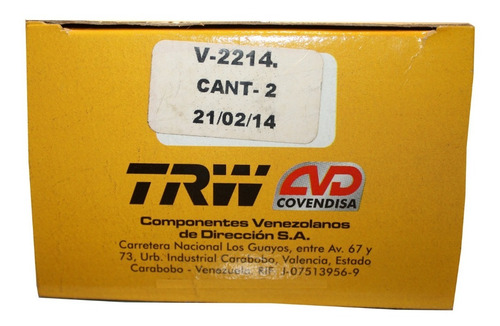 V-2214.
CANT- 2
21/02/14
TRW CVD
COVENDISA
Componentes Venezolanos
de Dirección S.A.
Carretera Nacional Los Guayos, entre Av. 67 y
73, Urb. Industrial Carabobo, Valencia, Estado
Carabobo - Venezuela. RIF J-07513956-9